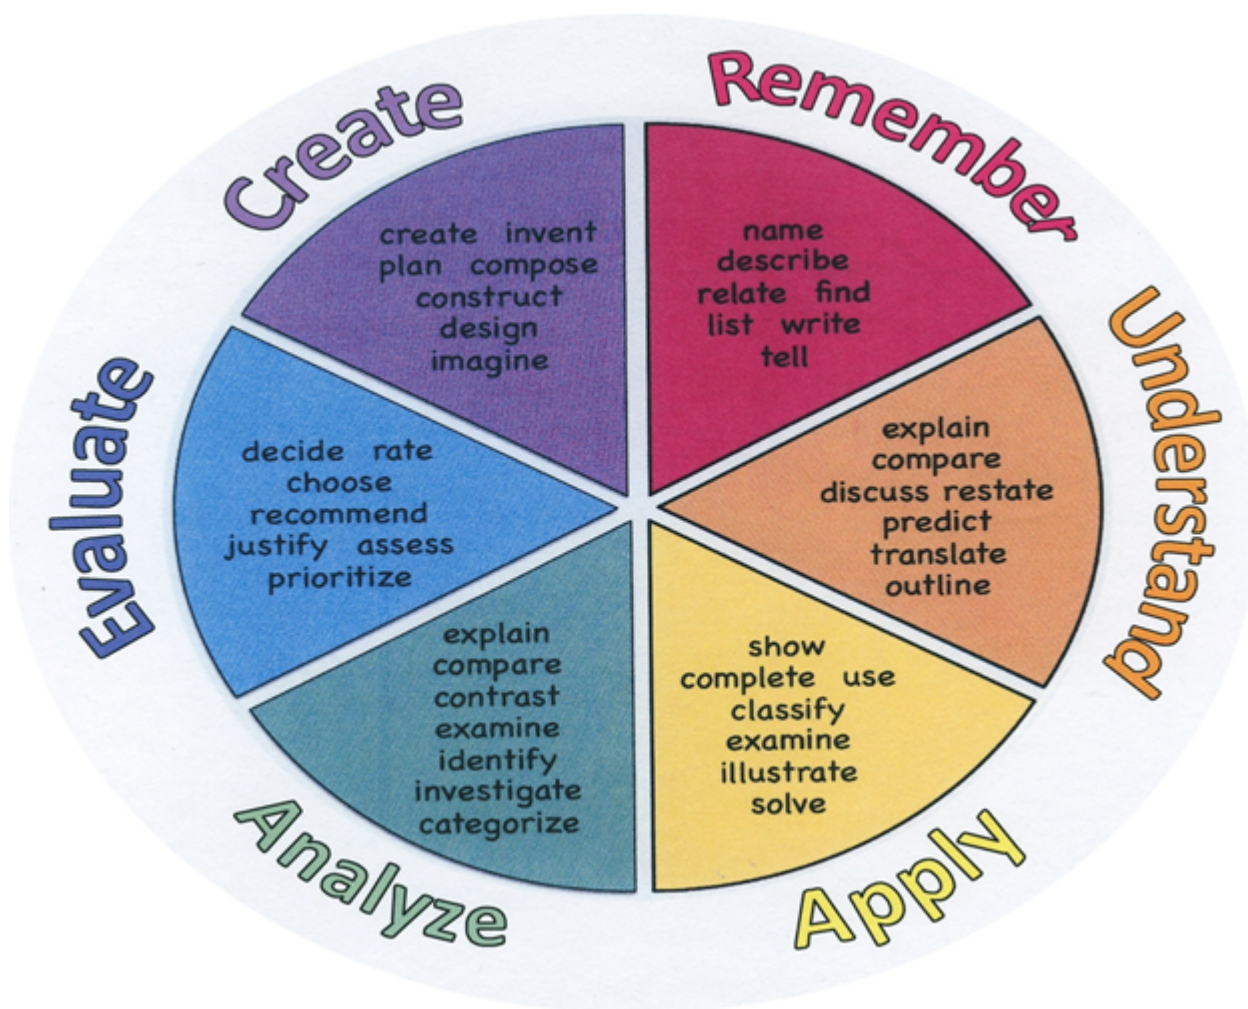 Remember
name
describe
relate find
list write
tell
Understand
explain
compare
discuss restate
predict
translate
outline
Apply
show
complete use
classify
examine
illustrate
solve
Analyze
explain
compare
contrast
examine
identify
investigate
categorize
Evaluate
decide rate
choose
recommend
justify assess
prioritize
Create
create invent
plan compose
construct
design
imagine